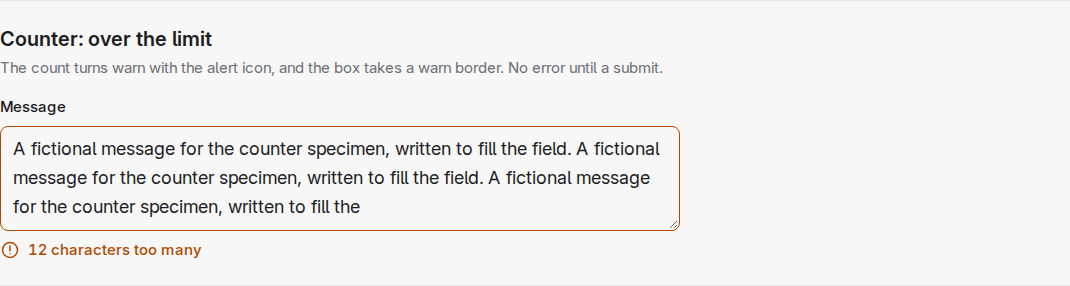 Counter: over the limit
The count turns warn with the alert icon, and the box takes a warn border. No error until a submit.
Message
A fictional message for the counter specimen, written to fill the field. A fictional
message for the counter specimen, written to fill the field. A fictional message
for the counter specimen, written to fill the
12 characters too many